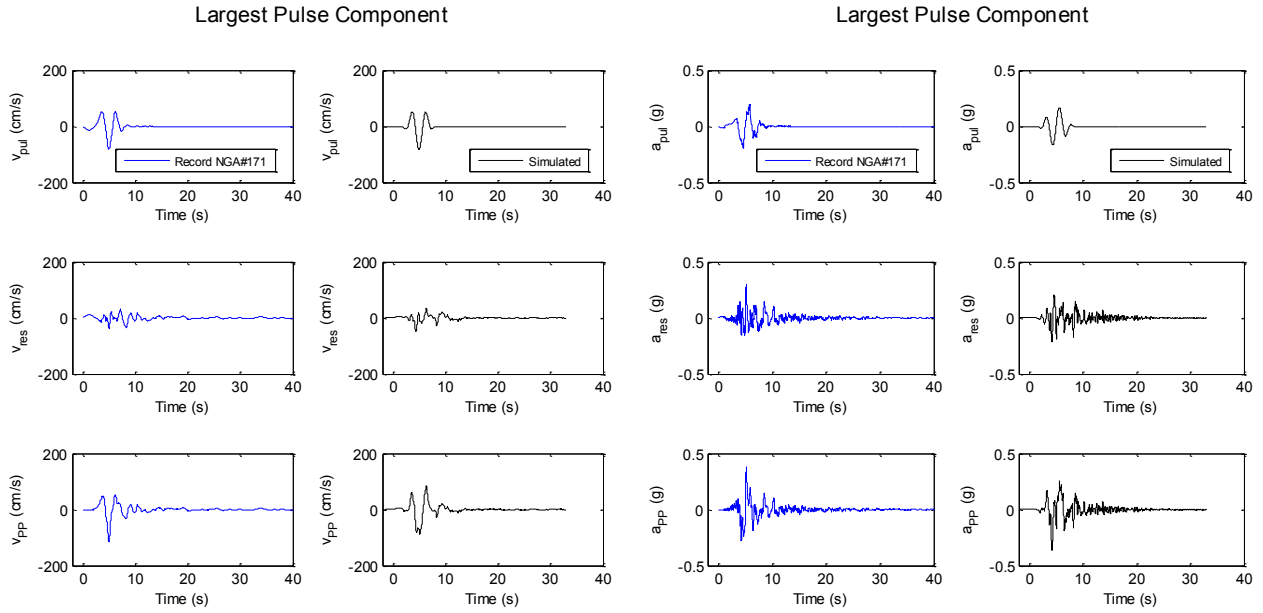 Largest Pulse Component
Largest Pulse Component
200
0
-200
v_pul (cm/s)
Record NGA#171
0 10 20 30 40
Time (s)
200
0
-200
v_pul (cm/s)
Simulated
0 10 20 30 40
Time (s)
0.5
0
-0.5
a_pul (g)
Record NGA#171
0 10 20 30 40
Time (s)
0.5
0
-0.5
a_pul (g)
Simulated
0 10 20 30 40
Time (s)
200
0
-200
v_res (cm/s)
0 10 20 30 40
Time (s)
200
0
-200
v_res (cm/s)
0 10 20 30 40
Time (s)
0.5
0
-0.5
a_res (g)
0 10 20 30 40
Time (s)
0.5
0
-0.5
a_res (g)
0 10 20 30 40
Time (s)
200
0
-200
v_PP (cm/s)
0 10 20 30 40
Time (s)
200
0
-200
v_PP (cm/s)
0 10 20 30 40
Time (s)
0.5
0
-0.5
a_PP (g)
0 10 20 30 40
Time (s)
0.5
0
-0.5
a_PP (g)
0 10 20 30 40
Time (s)